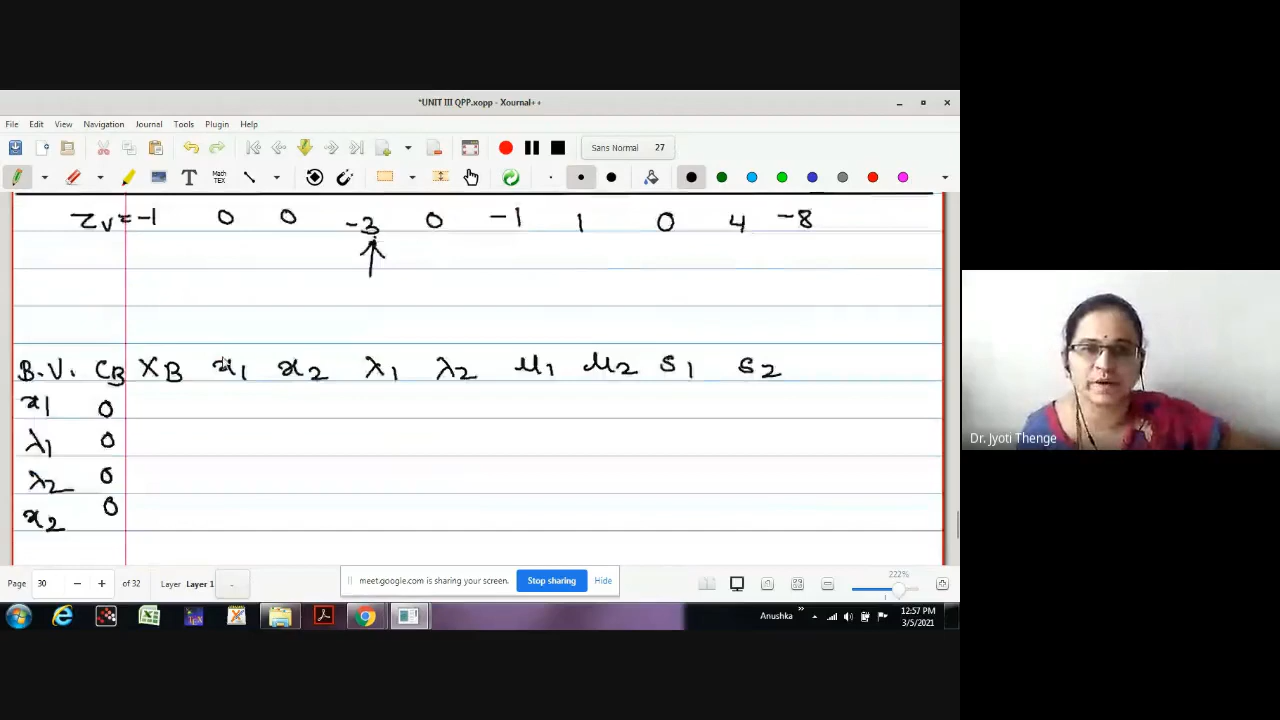 *UNIT III QPP.xopp - Xournal++
File Edit View Navigation Journal Tools Plugin Help
Sans Normal 27
T Math TEX
Zv = -1 0 0 -3 0 -1 1 0 4 -8
B.V. CB XB x1 x2 λ1 λ2 μ1 μ2 S1 S2
x1 0
λ1 0
λ2 0
x2 0
Dr. Jyoti Thenge
Page 30 of 32 Layer Layer 1
meet.google.com is sharing your screen. Stop sharing Hide
222%
Anushka
12:57 PM
3/5/2021